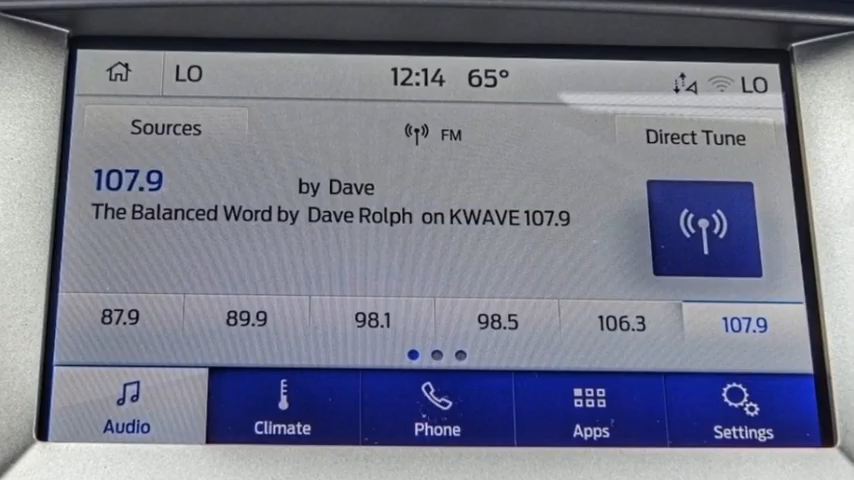 LO 12:14 65° LO
Sources FM Direct Tune
107.9 by Dave
The Balanced Word by Dave Rolph on KWAVE 107.9
87.9 89.9 98.1 98.5 106.3 107.9
Audio Climate Phone Apps Settings